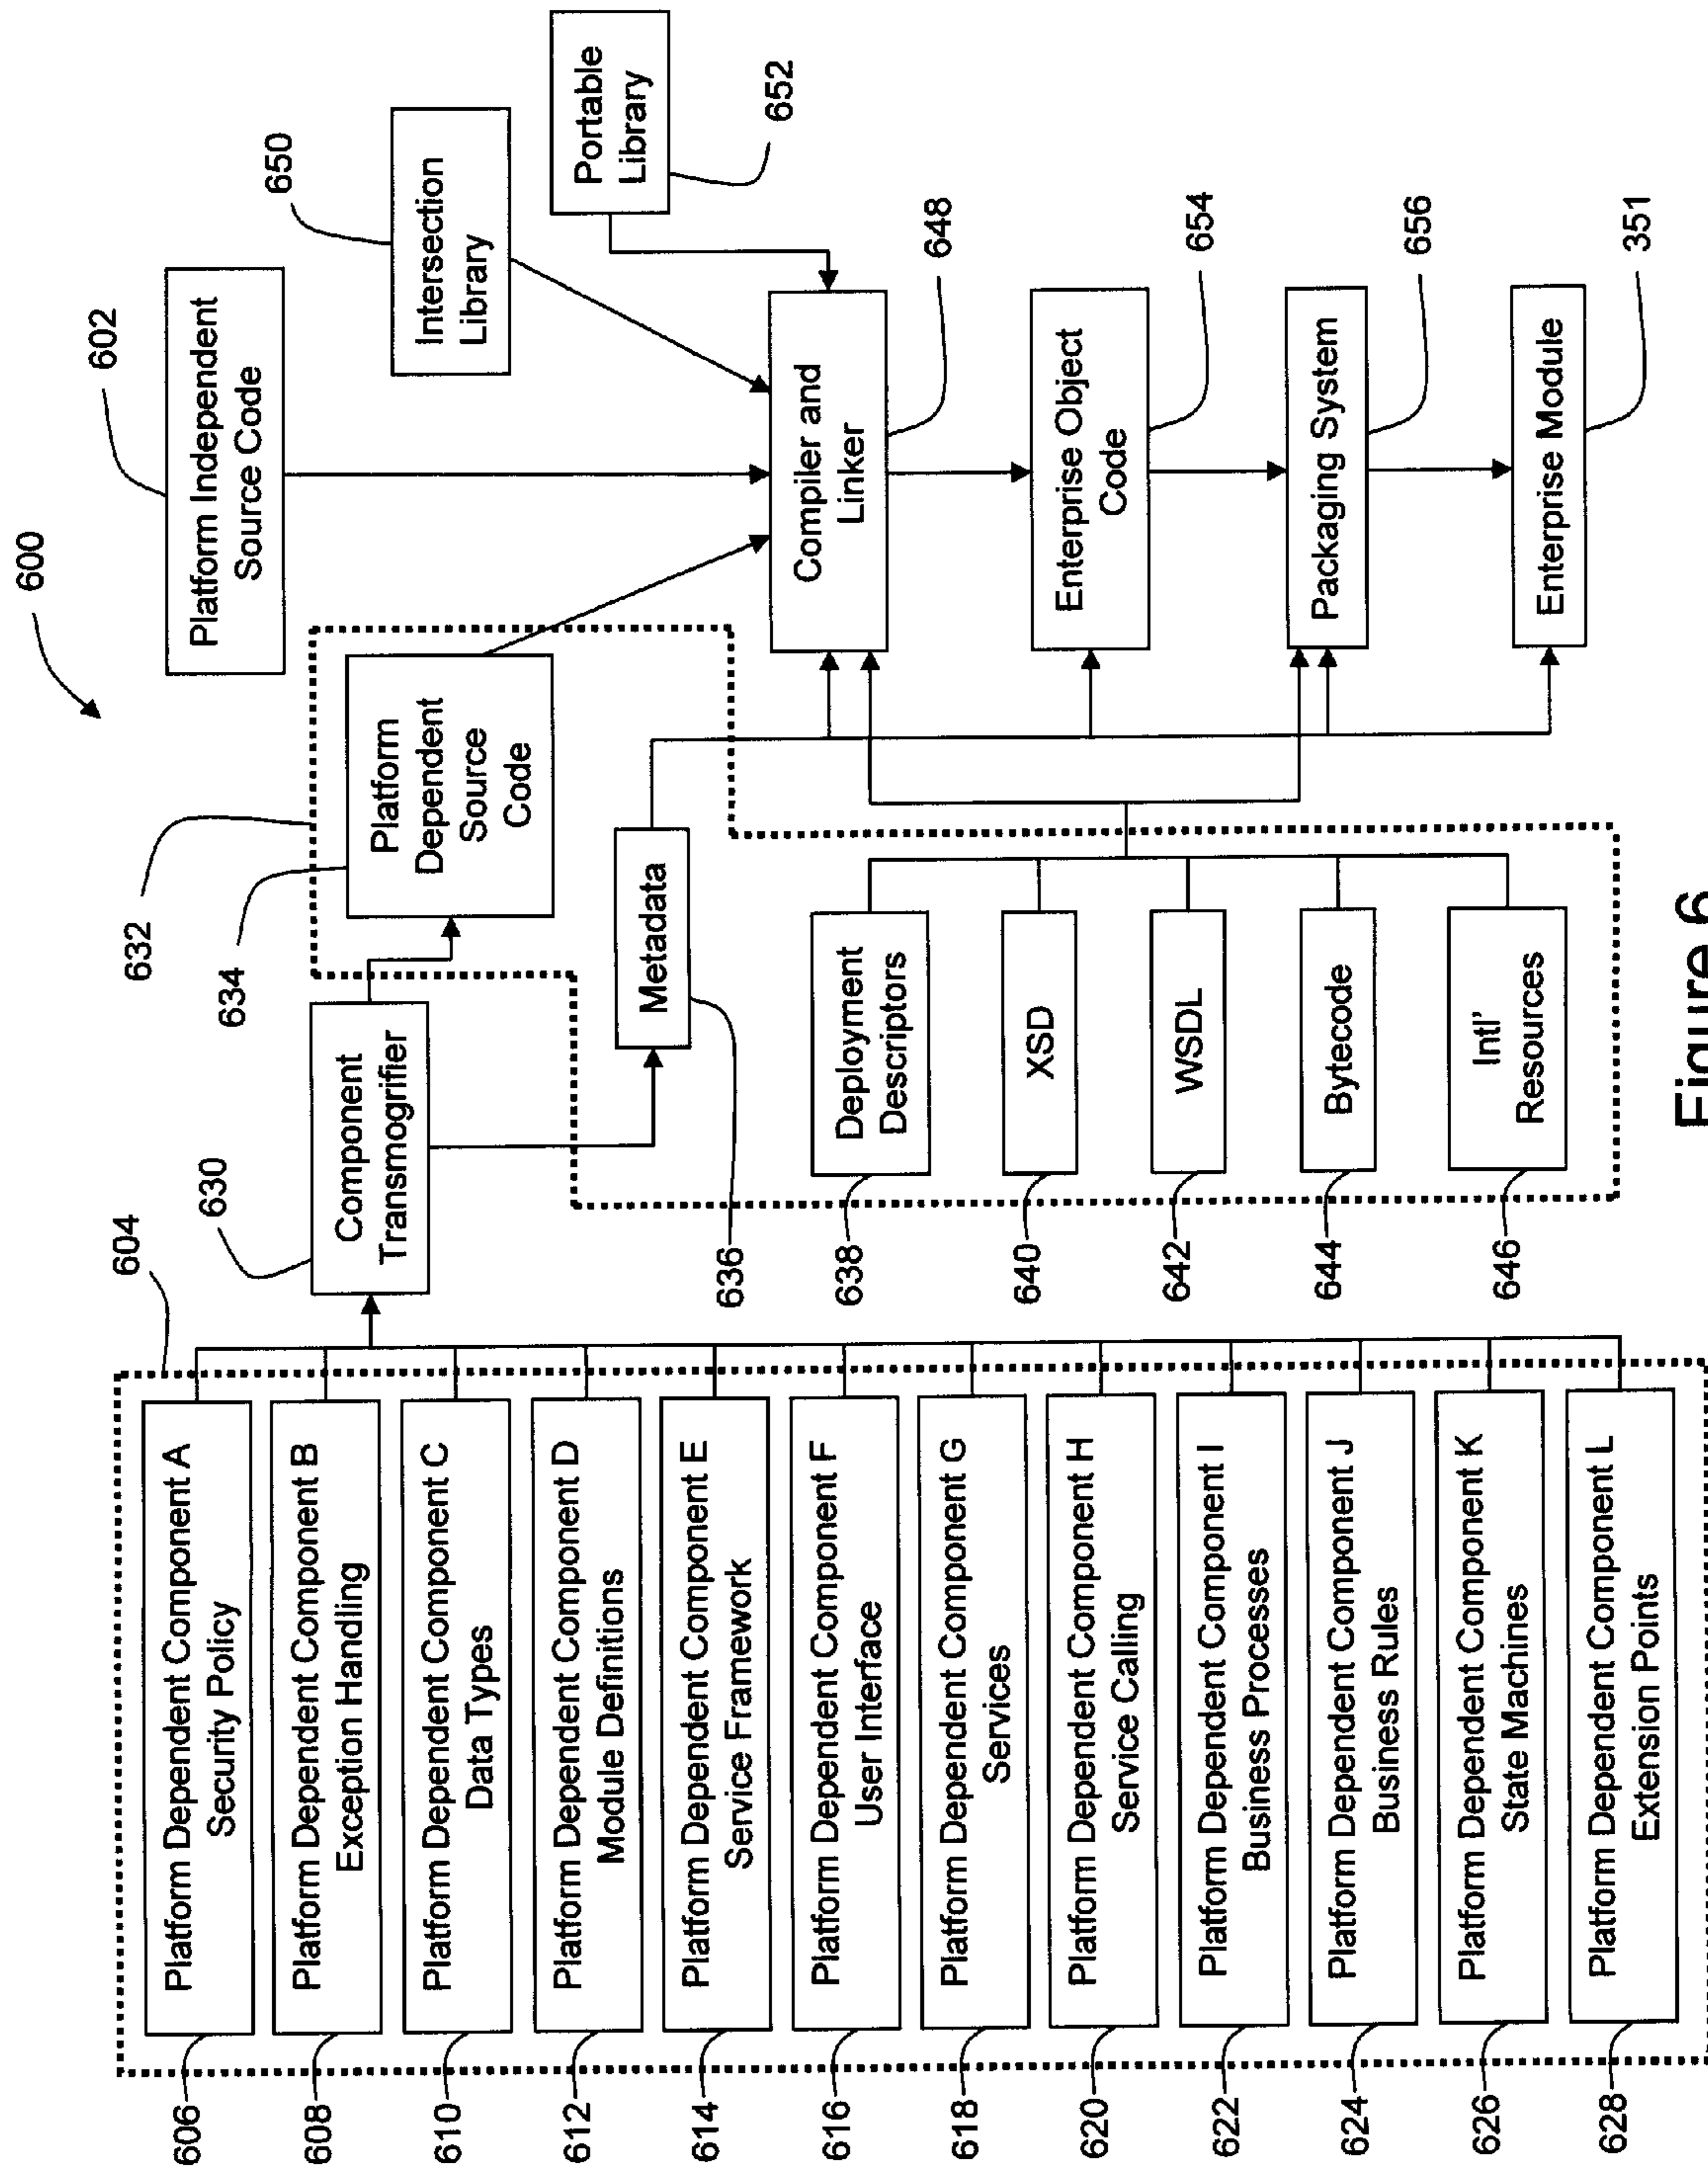 600
604
606
Platform Dependent Component A
Security Policy
608
Platform Dependent Component B
Exception Handling
610
Platform Dependent Component C
Data Types
612
Platform Dependent Component D
Module Definitions
614
Platform Dependent Component E
Service Framework
616
Platform Dependent Component F
User Interface
618
Platform Dependent Component G
Services
620
Platform Dependent Component H
Service Calling
622
Platform Dependent Component I
Business Processes
624
Platform Dependent Component J
Business Rules
626
Platform Dependent Component K
State Machines
628
Platform Dependent Component L
Extension Points
630
Component
Transmogrifier
632
634
Platform
Dependent
Source
Code
636
Metadata
638
Deployment
Descriptors
640
XSD
642
WSDL
644
Bytecode
646
Intl'
Resources
602
Platform Independent
Source Code
650
Intersection
Library
Portable
Library
652
Compiler and
Linker
648
Enterprise Object
Code
654
Packaging System
656
Enterprise Module
351
Figure 6